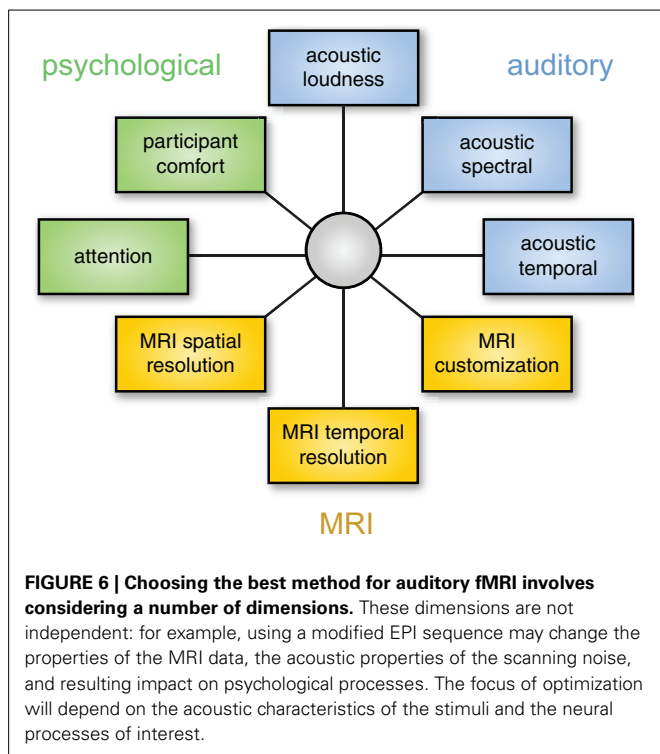 psychological
acoustic
loudness
auditory
participant
comfort
acoustic
spectral
attention
acoustic
temporal
MRI spatial
resolution
MRI
customization
MRI temporal
resolution
MRI
FIGURE 6 | Choosing the best method for auditory fMRI involves
considering a number of dimensions. These dimensions are not
independent: for example, using a modified EPI sequence may change the
properties of the MRI data, the acoustic properties of the scanning noise,
and resulting impact on psychological processes. The focus of optimization
will depend on the acoustic characteristics of the stimuli and the neural
processes of interest.